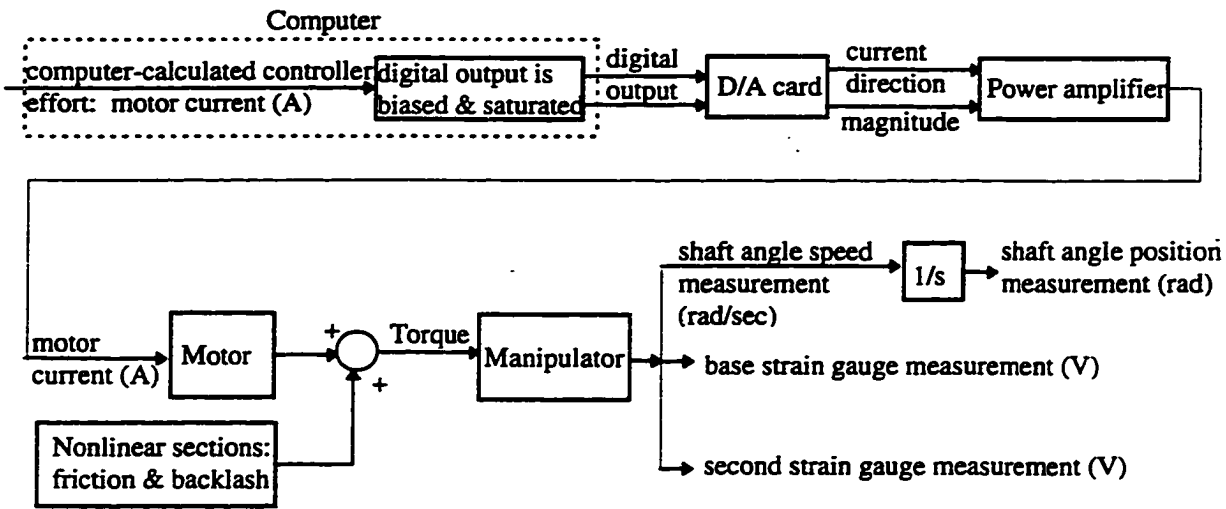 Computer
computer-calculated controller
effort: motor current (A)
digital output is
biased & saturated
digital
output
D/A card
current
direction
magnitude
Power amplifier
shaft angle speed
measurement
(rad/sec)
1/s
shaft angle position
measurement (rad)
motor
current (A)
Motor
+
+
Torque
Manipulator
base strain gauge measurement (V)
Nonlinear sections:
friction & backlash
second strain gauge measurement (V)